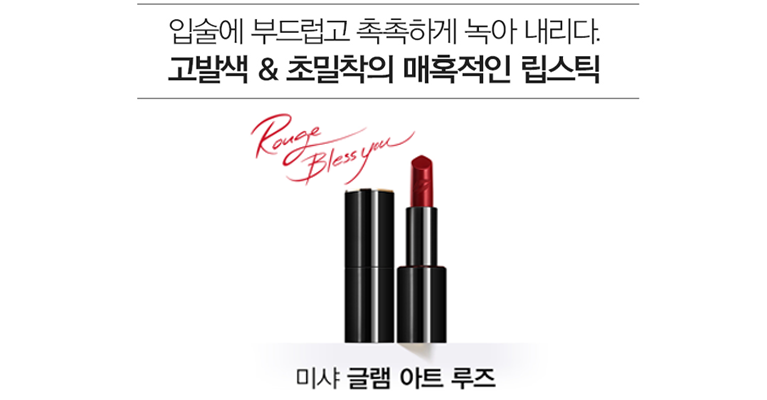 입술에 부드럽고 촉촉하게 녹아 내리다.
고발색 & 초밀착의 매혹적인 립스틱
Rouge
Bless you
미샤 글램 아트 루즈